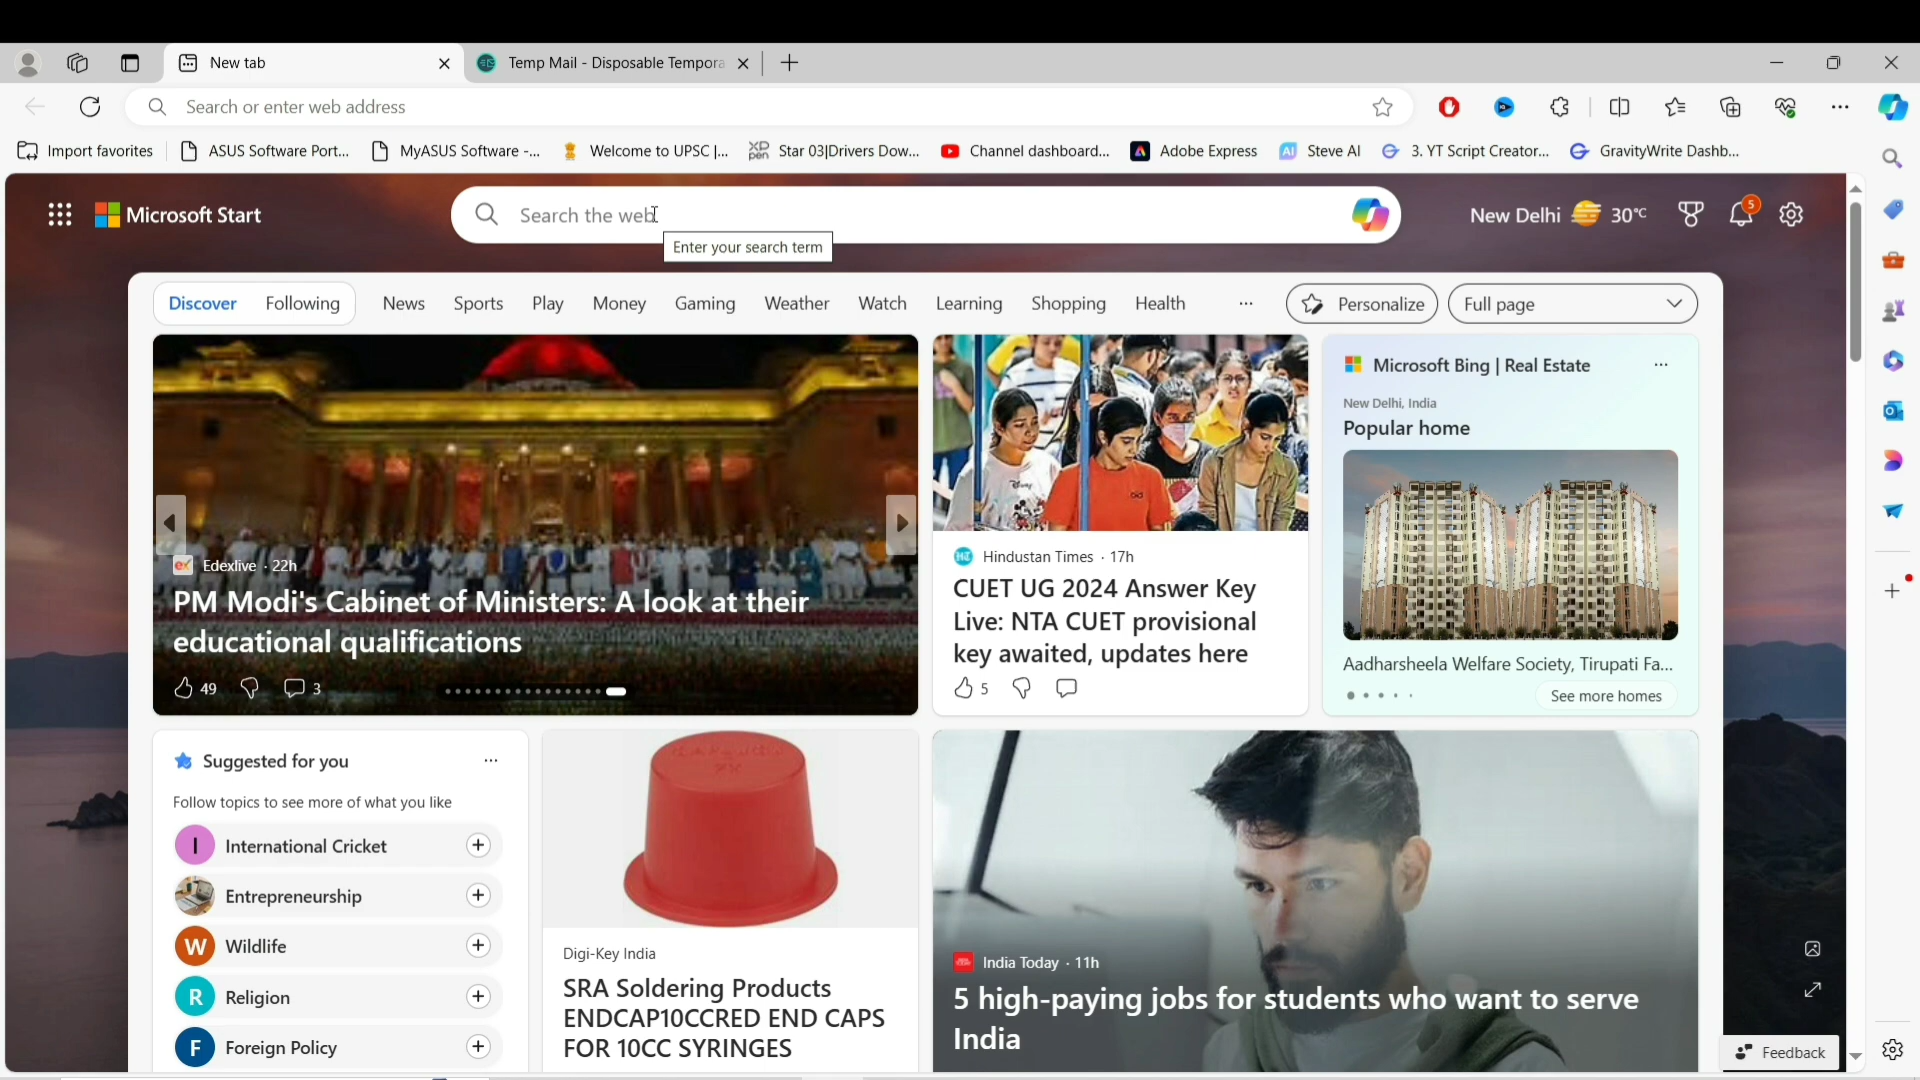 New tab
Temp Mail - Disposable Tempora
Search or enter web address
Import favorites ASUS Software Port... MyASUS Software -... Welcome to UPSC |... Star 03|Drivers Dow... Channel dashboard... Adobe Express Steve AI 3. YT Script Creator... GravityWrite Dashb...
Microsoft Start
Search the web
New Delhi 30°C
5
Enter your search term
Discover Following News Sports Play Money Gaming Weather Watch Learning Shopping Health ... Personalize Full page
Edexlive · 22h
PM Modi's Cabinet of Ministers: A look at their
educational qualifications
49 3
Hindustan Times · 17h
CUET UG 2024 Answer Key
Live: NTA CUET provisional
key awaited, updates here
5
Microsoft Bing | Real Estate ...
New Delhi, India
Popular home
Aadharsheela Welfare Society, Tirupati Fa...
See more homes
Suggested for you ...
Follow topics to see more of what you like
I International Cricket +
Entrepreneurship +
W Wildlife +
R Religion +
F Foreign Policy +
Digi-Key India
SRA Soldering Products
ENDCAP10CCRED END CAPS
FOR 10CC SYRINGES
India Today · 11h
5 high-paying jobs for students who want to serve
India
Feedback